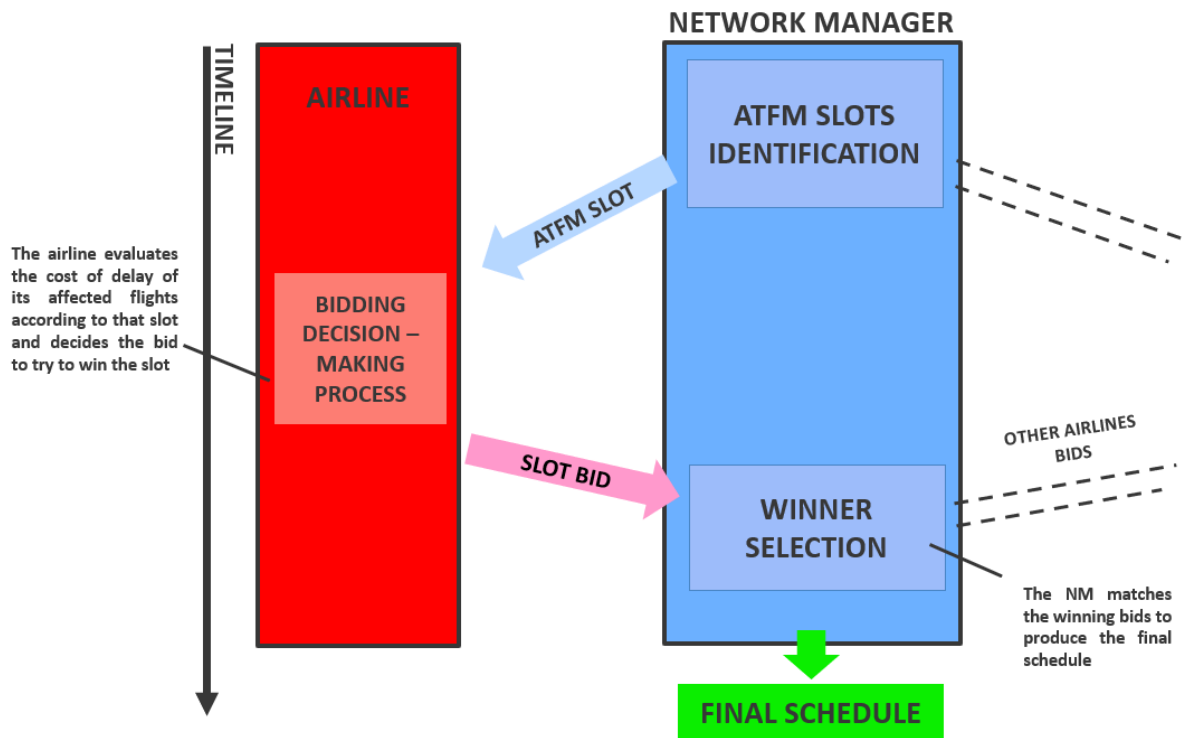 NETWORK MANAGER
TIMELINE
AIRLINE
ATFM SLOTS
IDENTIFICATION
ATFM SLOT
The airline evaluates
the cost of delay of
its affected flights
according to that slot
and decides the bid
to try to win the slot
BIDDING
DECISION –
MAKING
PROCESS
OTHER AIRLINES
BIDS
SLOT BID
WINNER
SELECTION
The NM matches
the winning bids to
produce the final
schedule
FINAL SCHEDULE